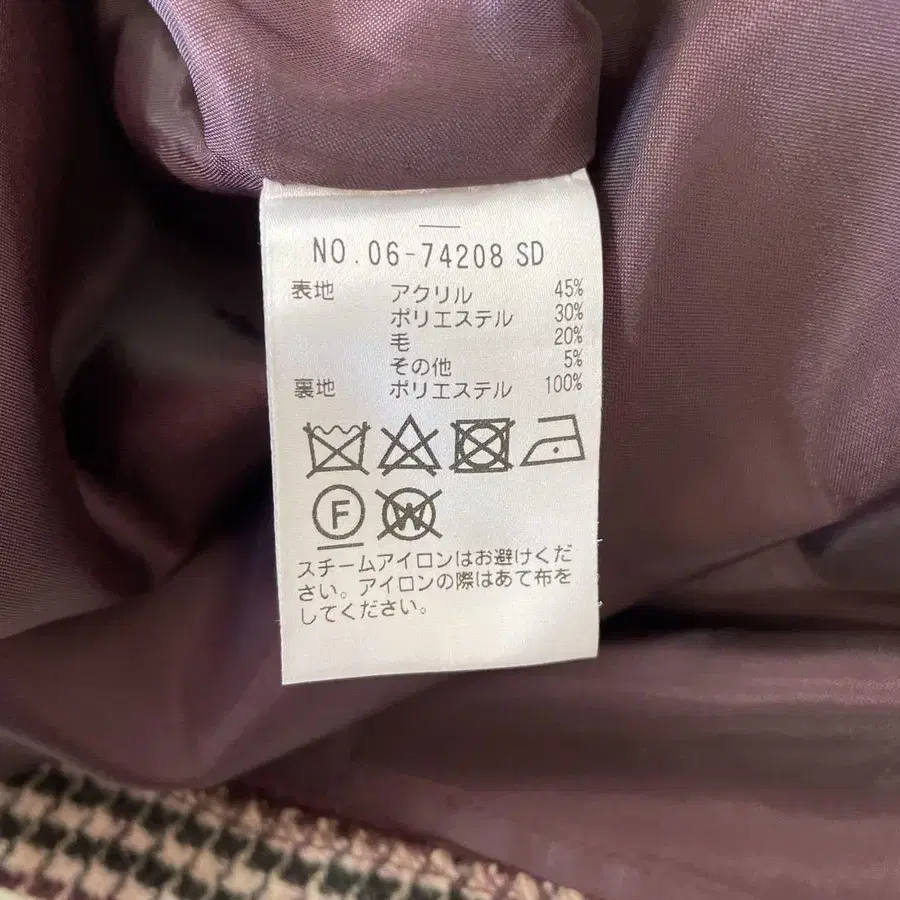 NO.06-74208 SD
表地 アクリル 45%
ポリエステル 30%
毛 20%
その他 5%
裏地 ポリエステル 100%
F W
スチームアイロンはお避けくだ
さい。アイロンの際はあて布を
してください。